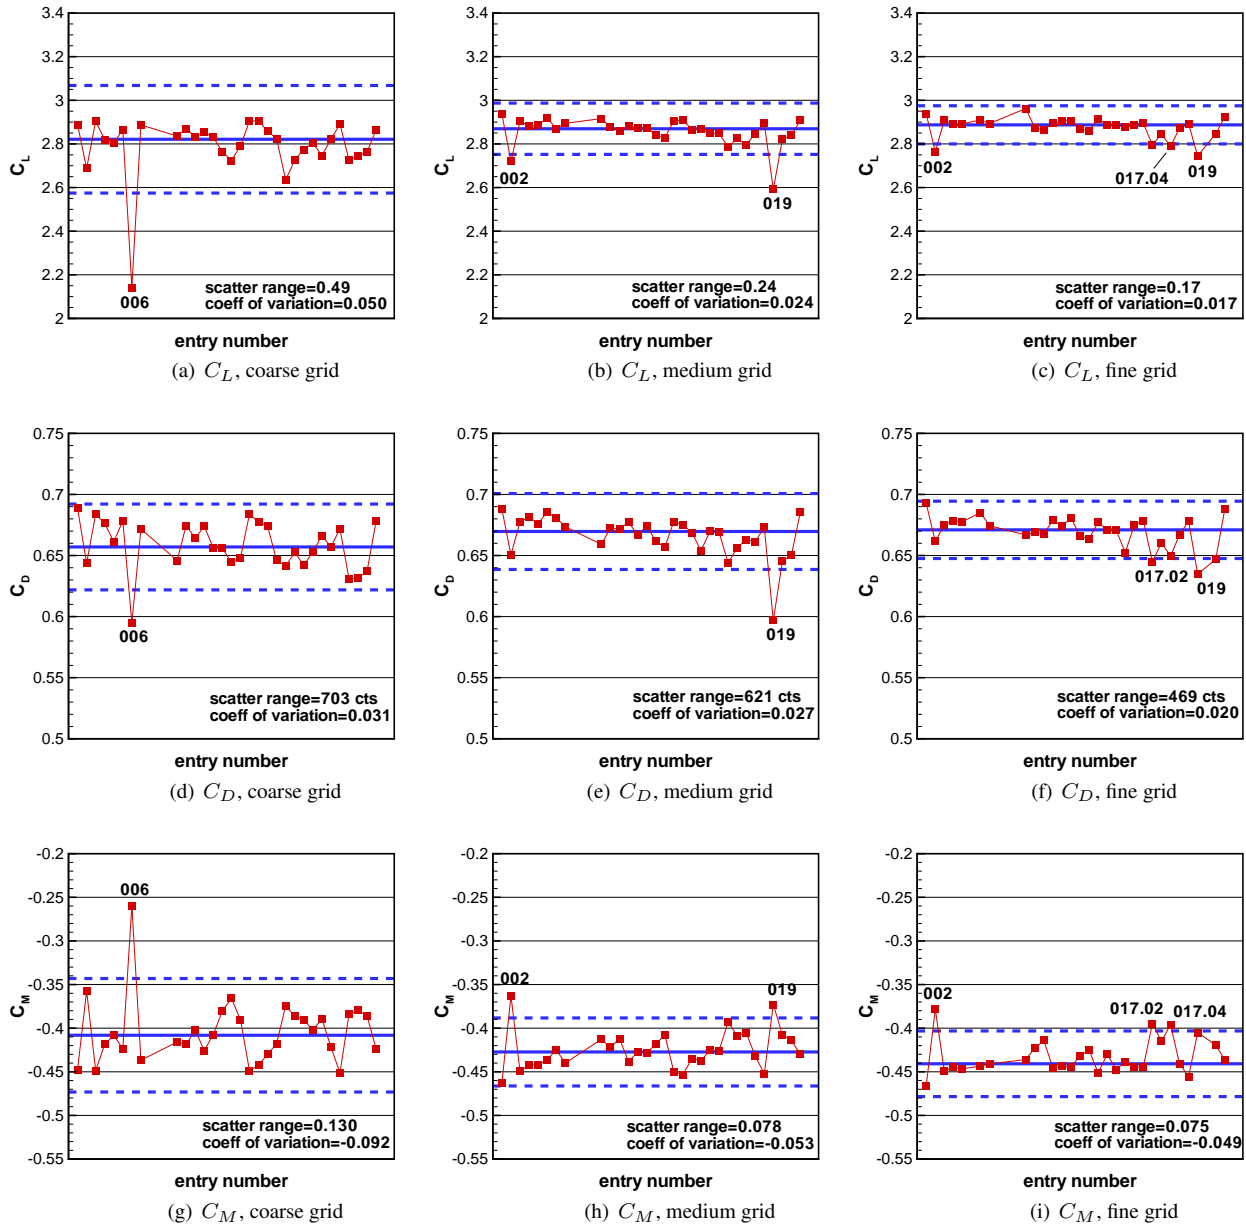 3.4
3.2
3
2.8
2.6
2.4
2.2
2
C_L
006
scatter range=0.49
coeff of variation=0.050
entry number
(a) C_L, coarse grid
3.4
3.2
3
2.8
2.6
2.4
2.2
2
C_L
002
019
scatter range=0.24
coeff of variation=0.024
entry number
(b) C_L, medium grid
3.4
3.2
3
2.8
2.6
2.4
2.2
2
C_L
002
017.04
019
scatter range=0.17
coeff of variation=0.017
entry number
(c) C_L, fine grid
0.75
0.7
0.65
0.6
0.55
0.5
C_D
006
scatter range=703 cts
coeff of variation=0.031
entry number
(d) C_D, coarse grid
0.75
0.7
0.65
0.6
0.55
0.5
C_D
019
scatter range=621 cts
coeff of variation=0.027
entry number
(e) C_D, medium grid
0.75
0.7
0.65
0.6
0.55
0.5
C_D
017.02
019
scatter range=469 cts
coeff of variation=0.020
entry number
(f) C_D, fine grid
-0.2
-0.25
-0.3
-0.35
-0.4
-0.45
-0.5
-0.55
C_M
006
scatter range=0.130
coeff of variation=-0.092
entry number
(g) C_M, coarse grid
-0.2
-0.25
-0.3
-0.35
-0.4
-0.45
-0.5
-0.55
C_M
002
019
scatter range=0.078
coeff of variation=-0.053
entry number
(h) C_M, medium grid
-0.2
-0.25
-0.3
-0.35
-0.4
-0.45
-0.5
-0.55
C_M
002
017.02
017.04
scatter range=0.075
coeff of variation=-0.049
entry number
(i) C_M, fine grid